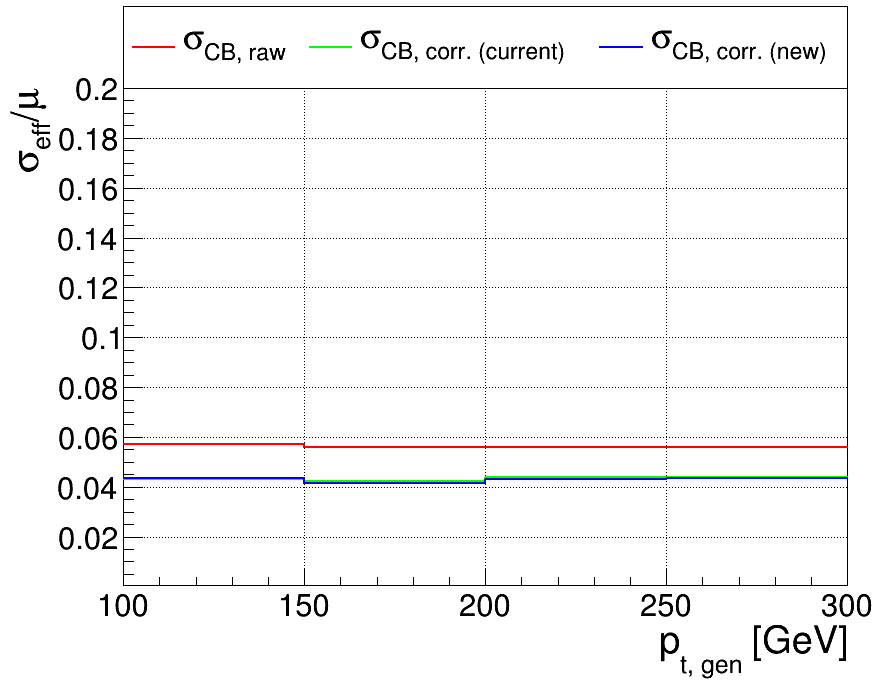 σCB, raw σCB, corr. (current) σCB, corr. (new)
σeff/μ
0.2
0.18
0.16
0.14
0.12
0.1
0.08
0.06
0.04
0.02
100 150 200 250 300
pt, gen [GeV]